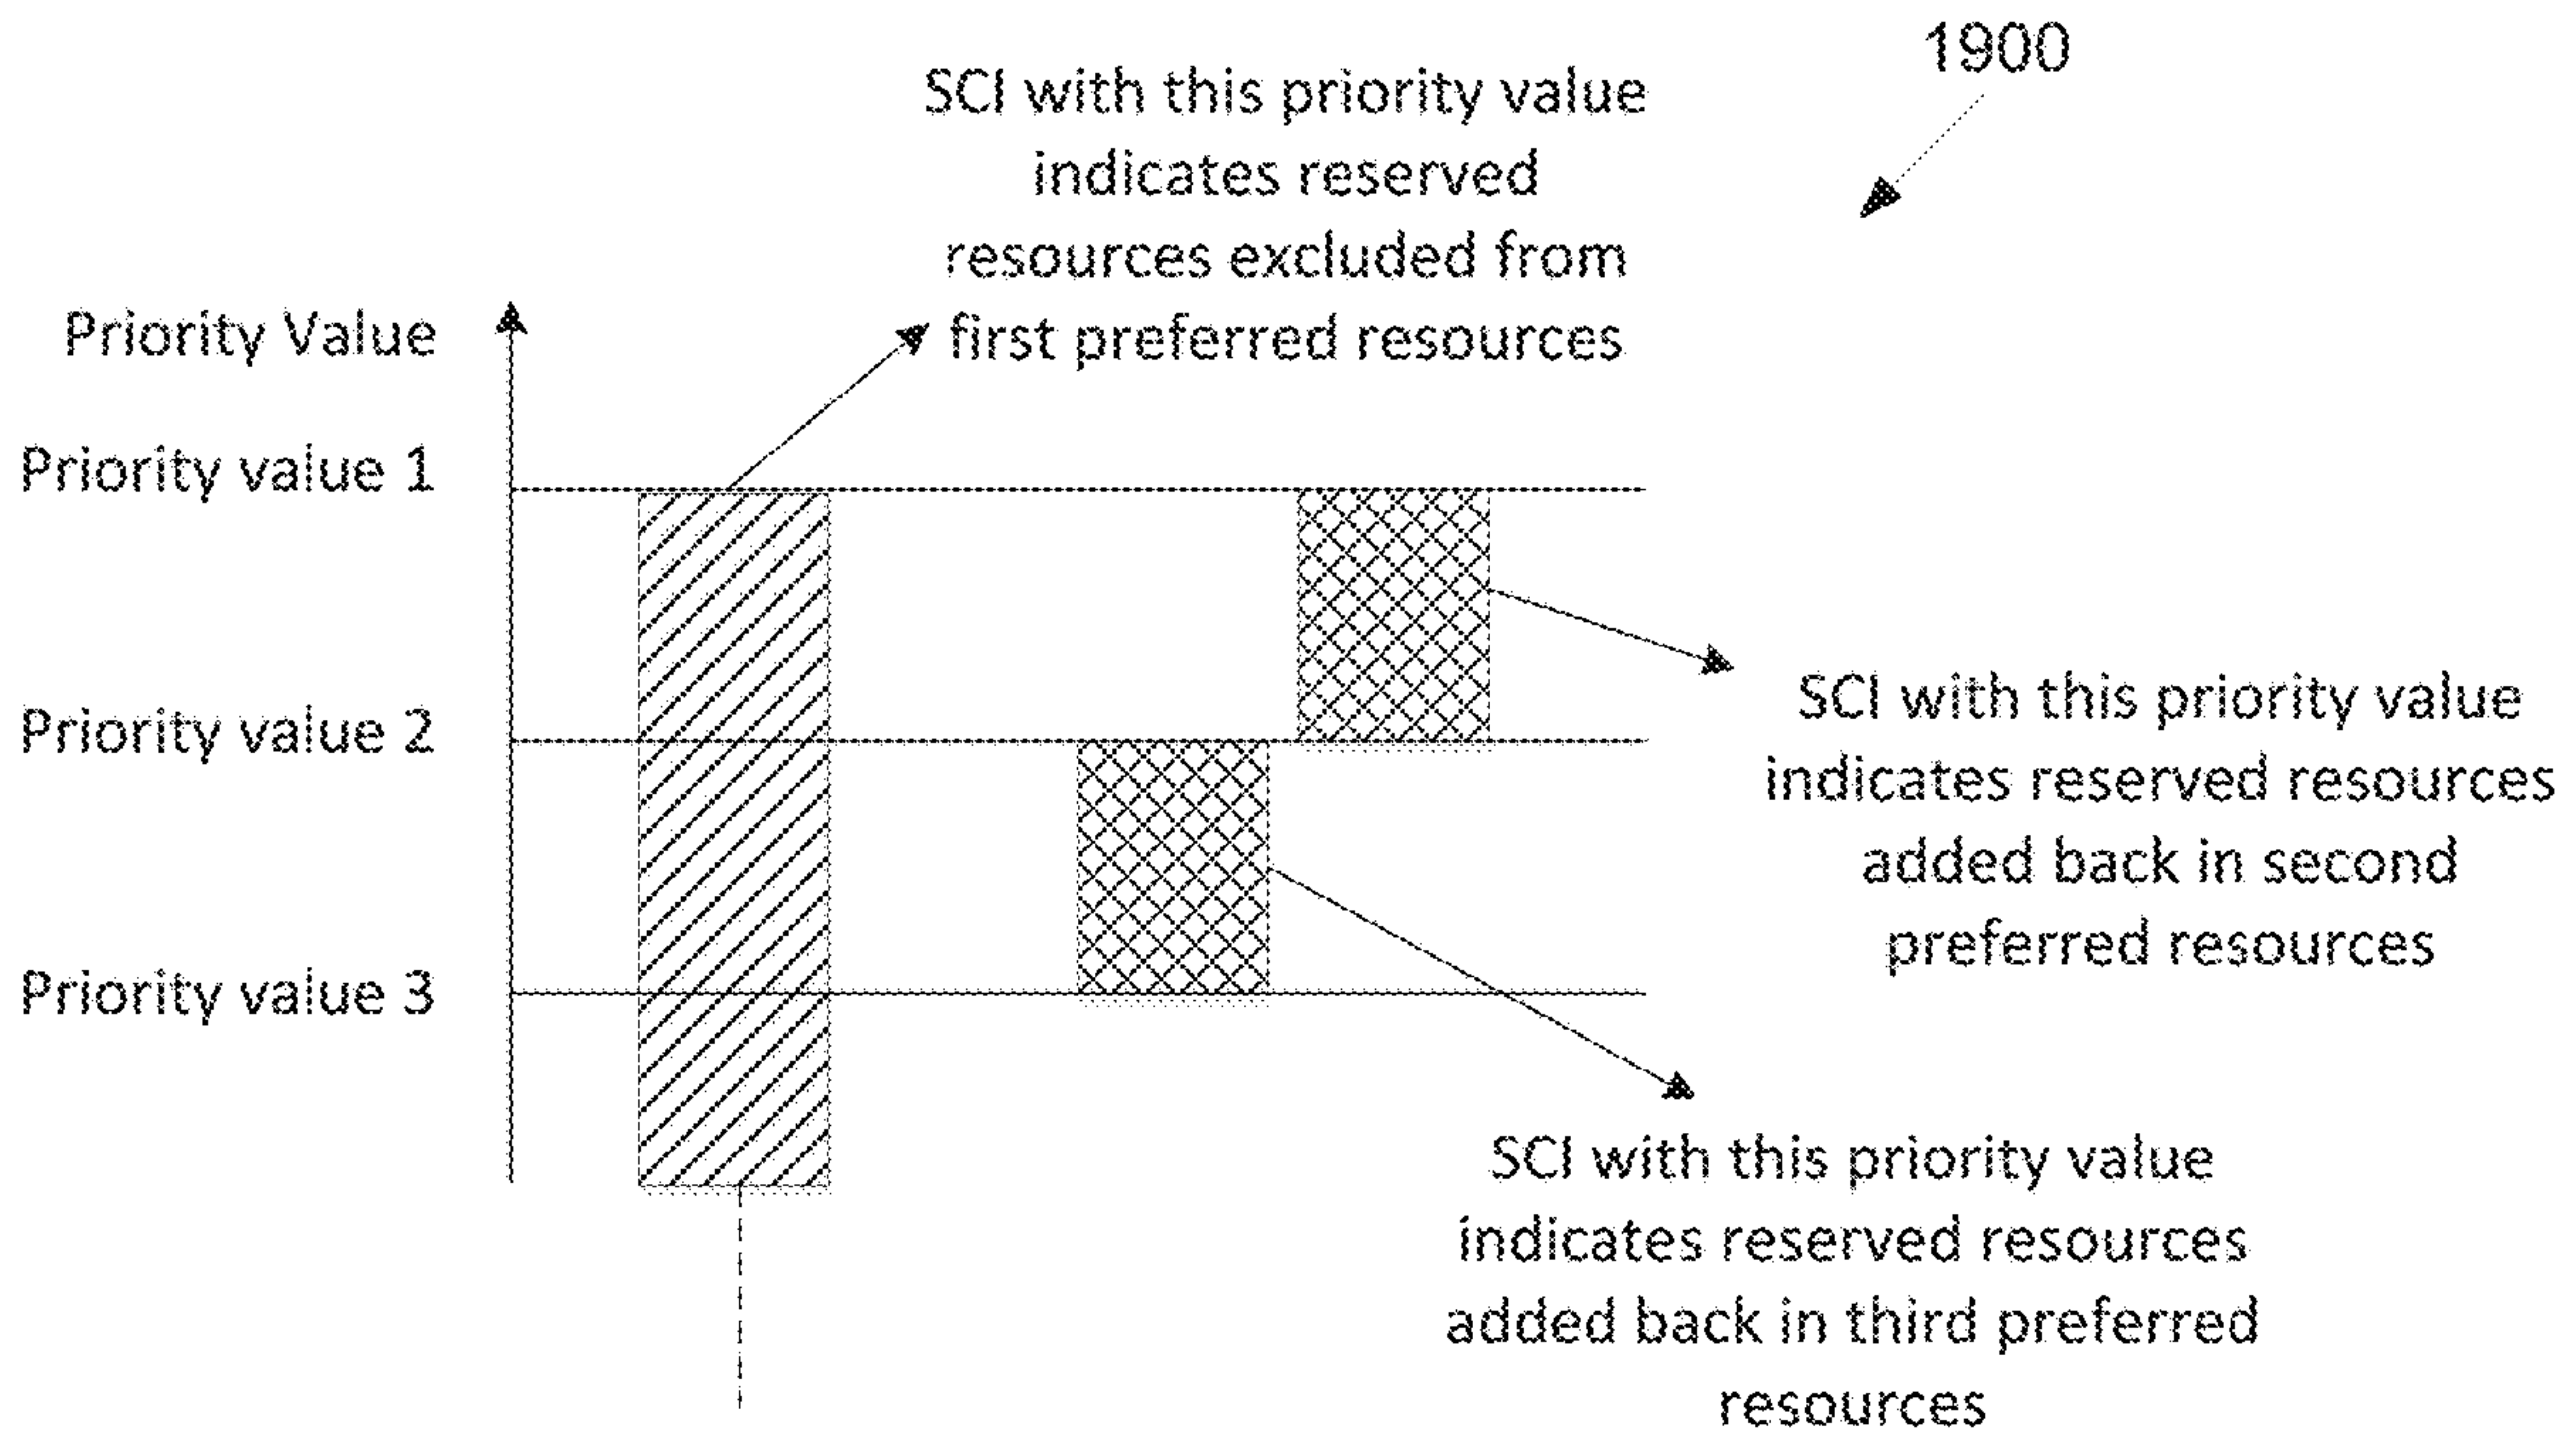 1900
SCI with this priority value
indicates reserved
resources excluded from
first preferred resources
Priority Value
Priority value 1
Priority value 2
Priority value 3
SCI with this priority value
indicates reserved resources
added back in second
preferred resources
SCI with this priority value
indicates reserved resources
added back in third preferred
resources